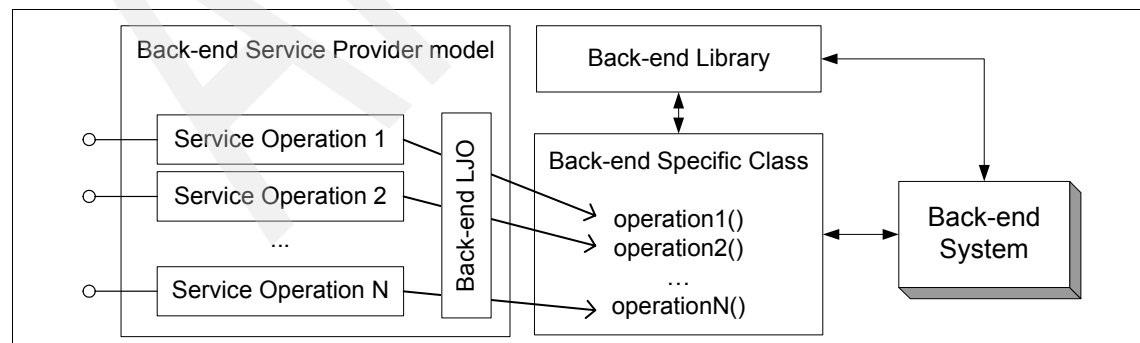 Back-end Service Provider model
Service Operation 1
Service Operation 2
...
Service Operation N
Back-end LJO
Back-end Library
Back-end Specific Class
operation1()
operation2()
...
operationN()
Back-end
System